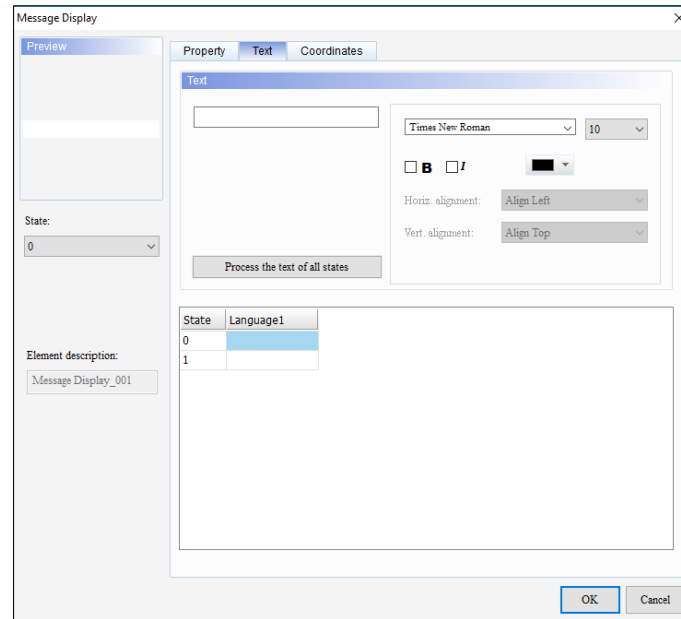 Message Display
Preview
State:
0
Element description:
Message Display_001
Property Text Coordinates
Text
Times New Roman 10
B I
Horiz. alignment: Align Left
Vert. alignment: Align Top
Process the text of all states
State Language1
0
1
OK Cancel